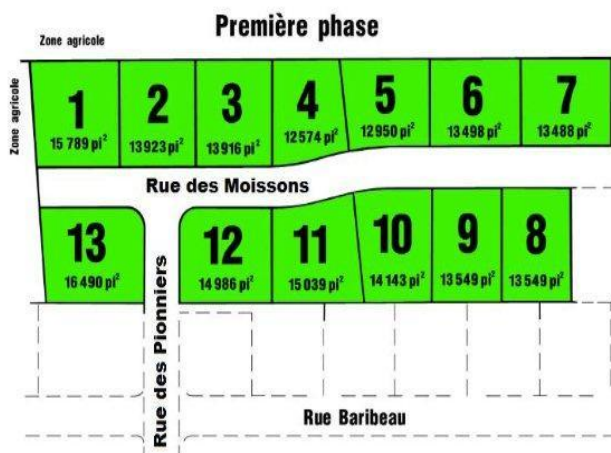 Première phase
Zone agricole
Zone agricole
1
15 789 pi²
2
13 923 pi²
3
13 916 pi²
4
12 574 pi²
5
12 950 pi²
6
13 498 pi²
7
13 488 pi²
Rue des Moissons
13
16 490 pi²
12
14 986 pi²
11
15 039 pi²
10
14 143 pi²
9
13 549 pi²
8
13 549 pi²
Rue des Pionniers
Rue Baribeau